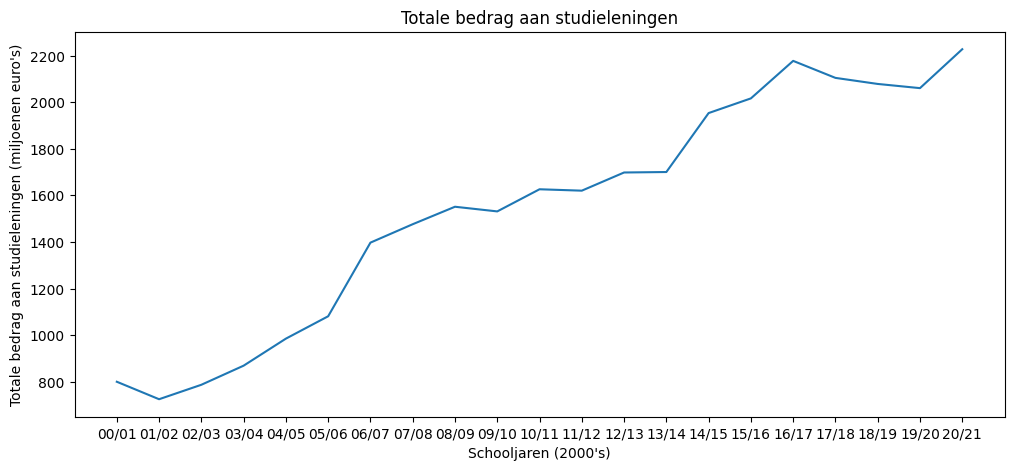 Totale bedrag aan studieleningen
Totale bedrag aan studieleningen (miljoenen euro's)
2200
2000
1800
1600
1400
1200
1000
800
00/01 01/02 02/03 03/04 04/05 05/06 06/07 07/08 08/09 09/10 10/11 11/12 12/13 13/14 14/15 15/16 16/17 17/18 18/19 19/20 20/21
Schooljaren (2000's)